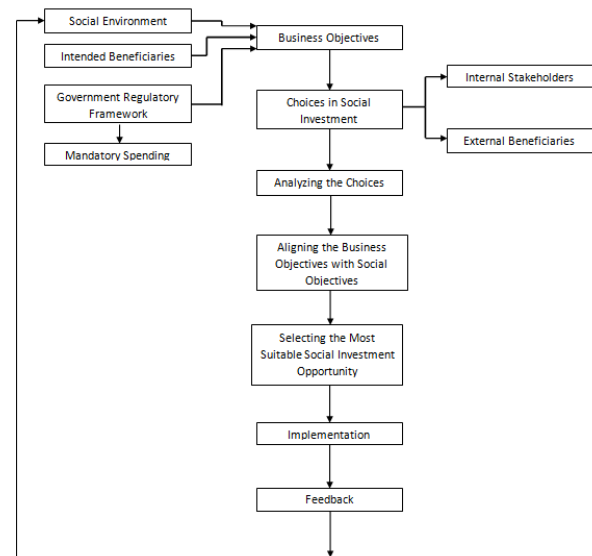 Social Environment
Business Objectives
Intended Beneficiaries
Internal Stakeholders
Government Regulatory
Framework
Choices in Social
Investment
External Beneficiaries
Mandatory Spending
Analyzing the Choices
Aligning the Business
Objectives with Social
Objectives
Selecting the Most
Suitable Social Investment
Opportunity
Implementation
Feedback